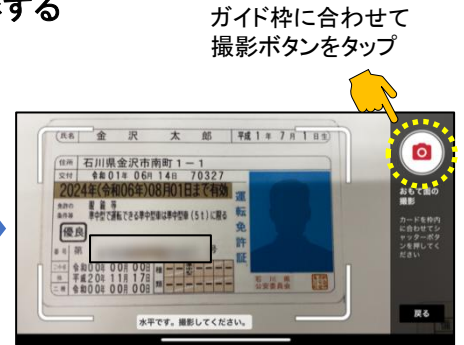 する
ガイド枠に合わせて
撮影ボタンをタップ
氏名 金沢 太郎 平成1年7月1日生
住所 石川県金沢市南町1-1
交付 令和01年06月14日 70327
2024年(令和06年)08月01日まで有効
免許の 眼鏡等
条件等 準中型で運転できる準中型車は準中型車(5t)に限る
優良
番号 第 号
運転免許証
二小原 令和00年00月00日
他 平成20年11月17日
二種 令和00年00月00日
種類
石川県
公安委員会
水平です。撮影してください。
おもて面の
撮影
カードを枠内
に合わせてシ
ャッターボタ
ンを押してく
ださい
戻る